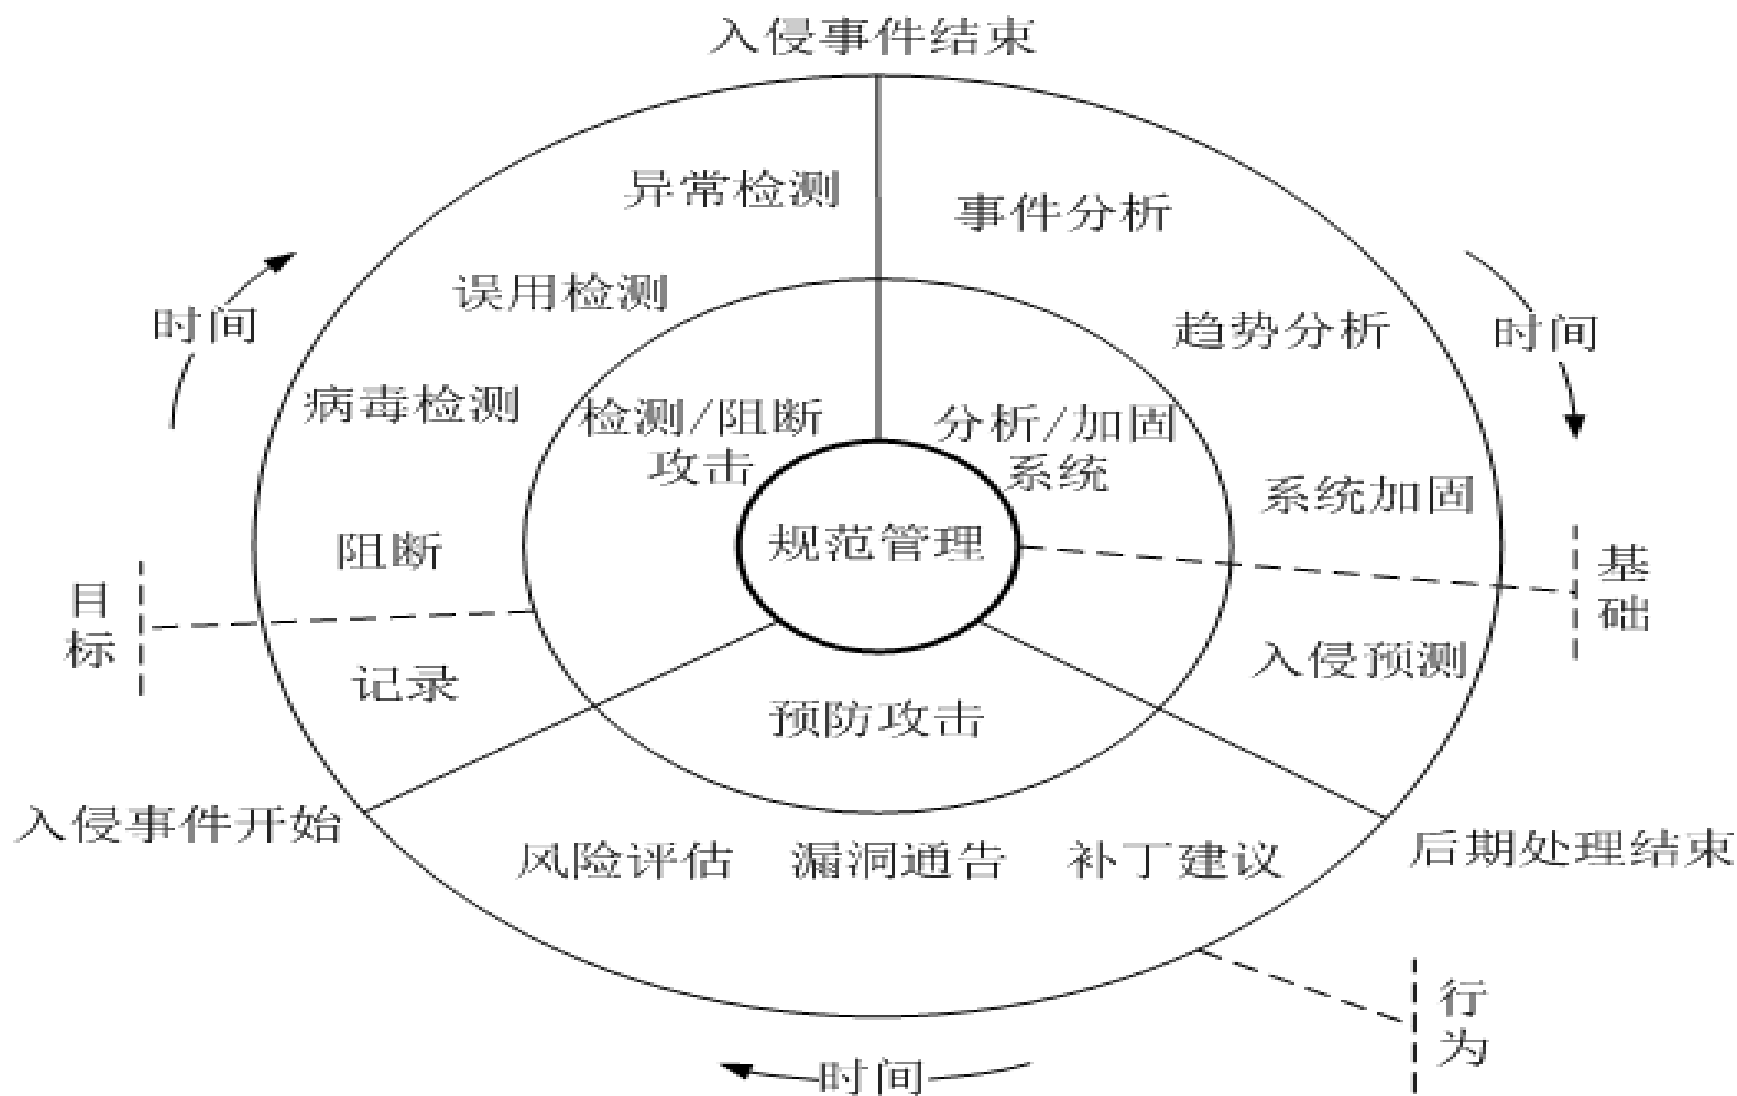 入侵事件结束
异常检测
事件分析
误用检测
时间
趋势分析
时间
病毒检测
检测/阻断
攻击
分析/加固
系统
系统加固
规范管理
阻断
目
标
基
础
记录
入侵预测
预防攻击
入侵事件开始
风险评估 漏洞通告 补丁建议
后期处理结束
行
为
时间